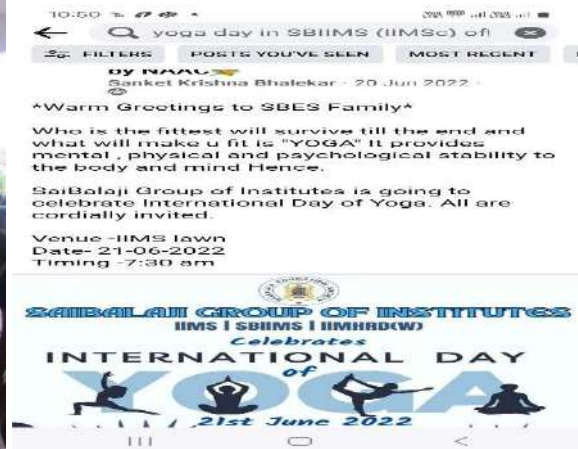 10:50
yoga day in SBIIMS (IIMSc) ofl
FILTERS POSTS YOU'VE SEEN MOST RECENT
by NAAC
Sanket Krishna Bhalekar · 20 Jun 2022 ·
*Warm Greetings to SBES Family*
Who is the fittest will survive till the end and
what will make u fit is "YOGA" It provides
mental , physical and psychological stability to
the body and mind Hence.
SaiBalaji Group of Institutes is going to
celebrate International Day of Yoga. All are
cordially invited.
Venue -IIMS lawn
Date- 21-06-2022
Timing -7:30 am
SAIBALAJI GROUP OF INSTITUTES
IIMS | SBIIMS | IIMHRD(W)
Celebrates
INTERNATIONAL DAY
of
YOGA
21st June 2022